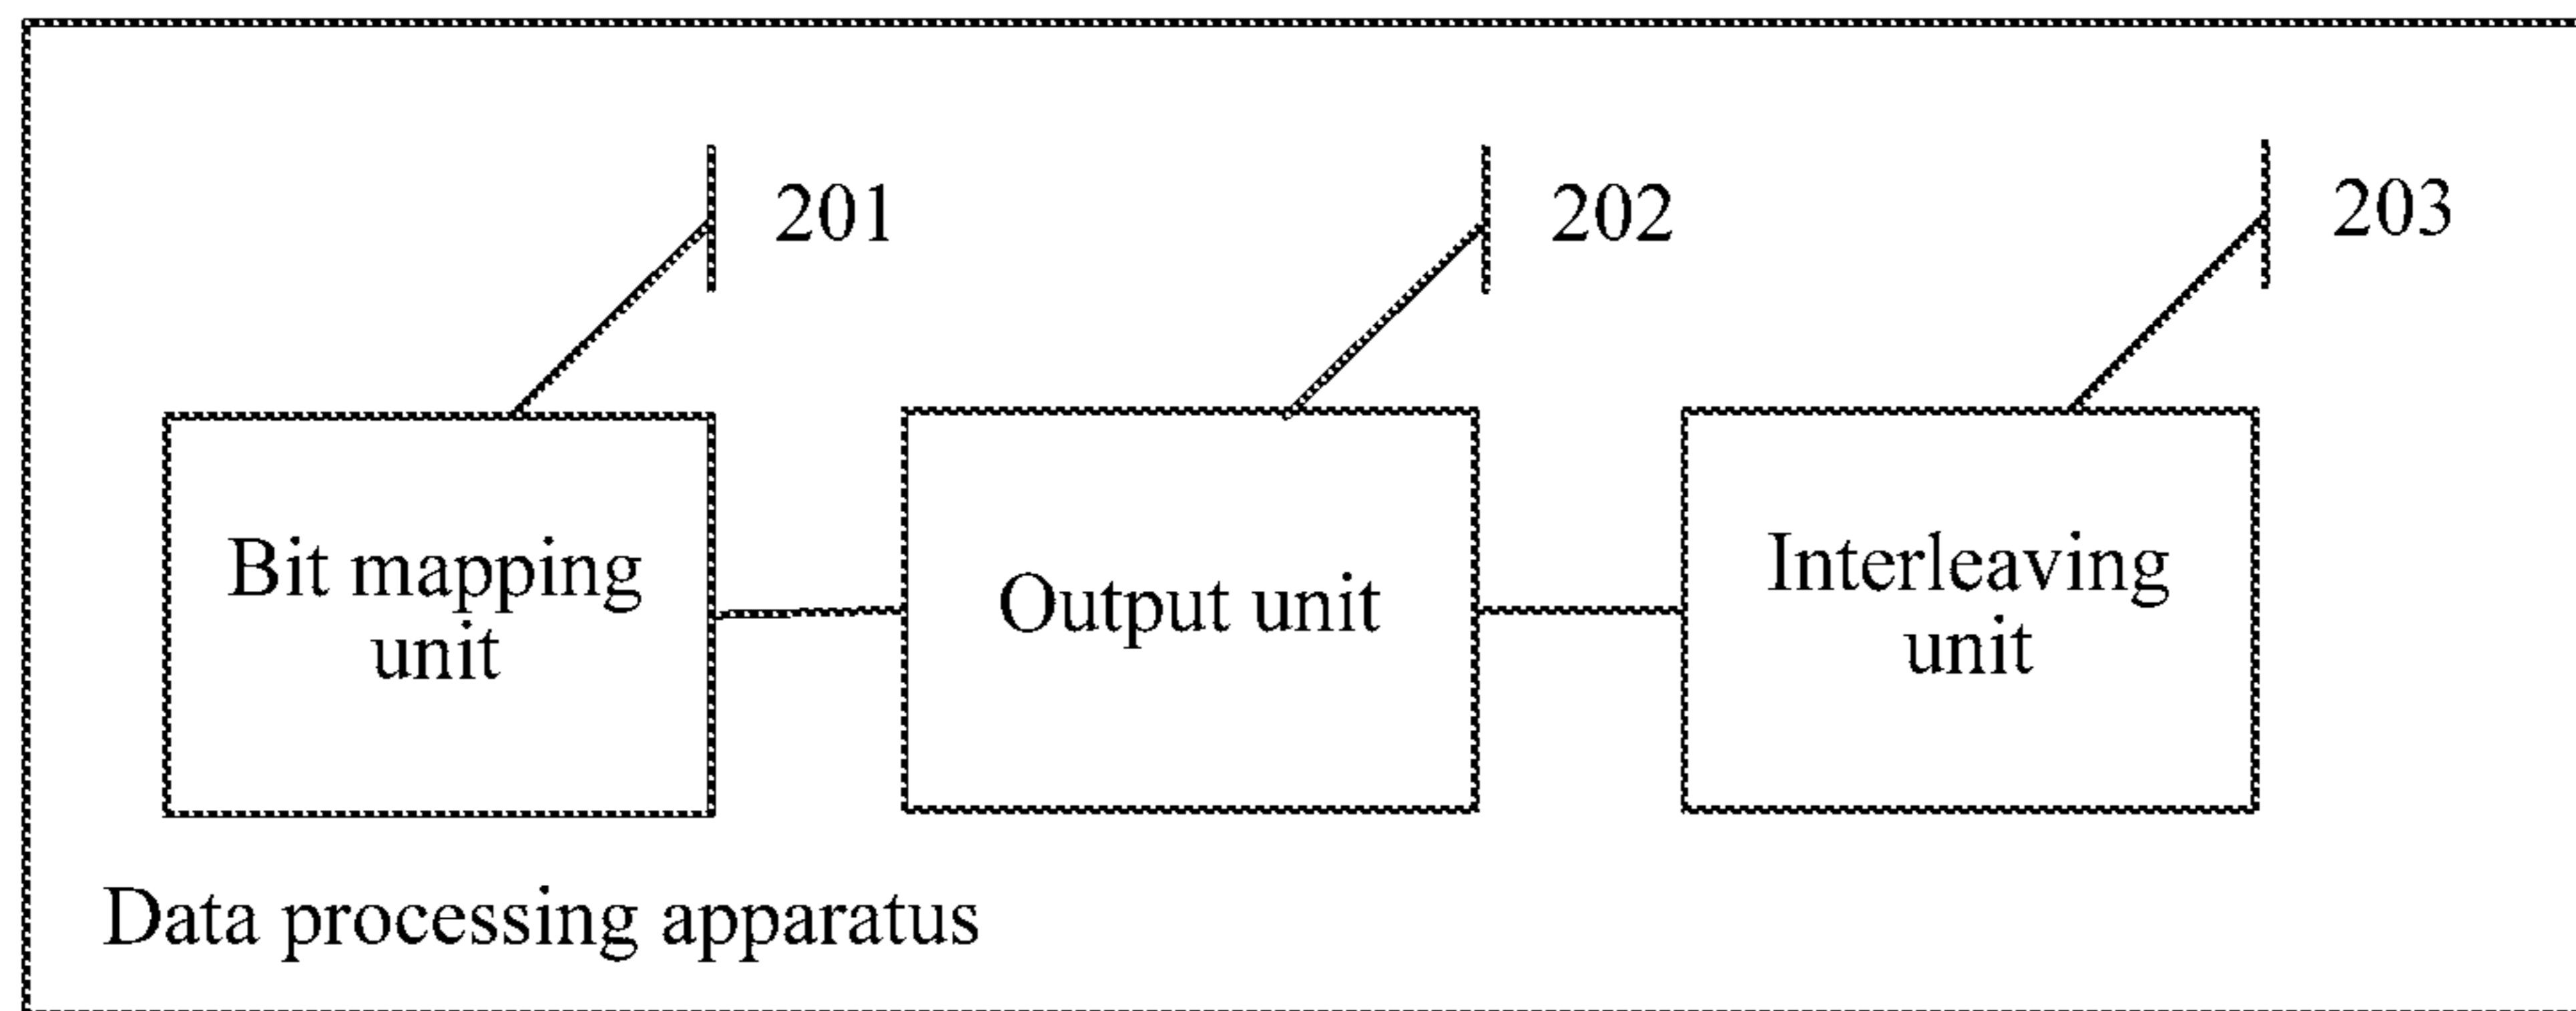 201
202
203
Bit mapping
unit
Output unit
Interleaving
unit
Data processing apparatus